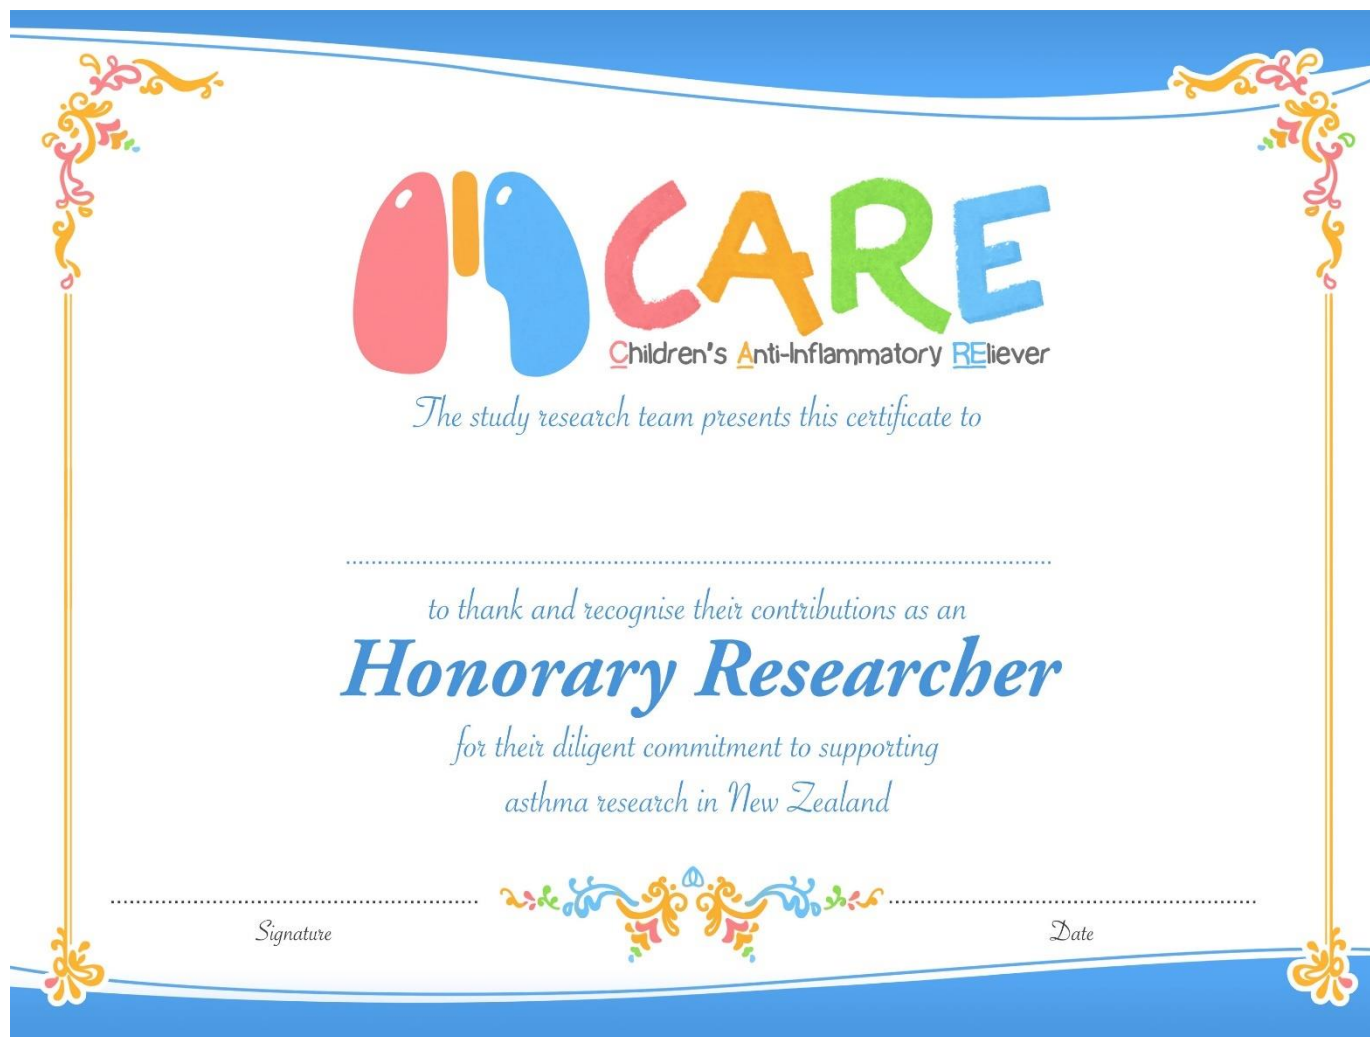 CARE
Children's Anti-Inflammatory REliever
The study research team presents this certificate to
to thank and recognise their contributions as an
Honorary Researcher
for their diligent commitment to supporting
asthma research in New Zealand
Signature
Date